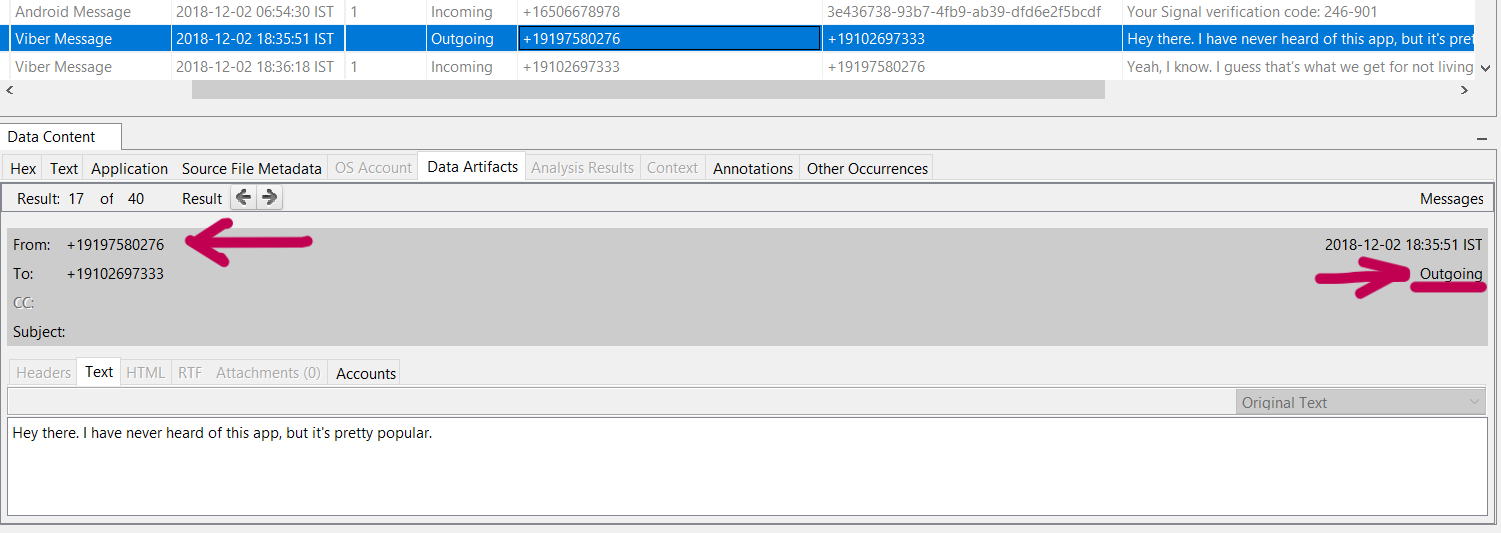 Android Message 2018-12-02 06:54:30 IST 1 Incoming +16506678978 3e436738-93b7-4fb9-ab39-dfd6e2f5bcdf Your Signal verification code: 246-901
Viber Message 2018-12-02 18:35:51 IST Outgoing +19197580276 +19102697333 Hey there. I have never heard of this app, but it's pret
Viber Message 2018-12-02 18:36:18 IST 1 Incoming +19102697333 +19197580276 Yeah, I know. I guess that's what we get for not living
Data Content
Hex Text Application Source File Metadata OS Account Data Artifacts Analysis Results Context Annotations Other Occurrences
Result: 17 of 40 Result Messages
From: +19197580276 2018-12-02 18:35:51 IST
To: +19102697333 Outgoing
CC:
Subject:
Headers Text HTML RTF Attachments (0) Accounts
Original Text
Hey there. I have never heard of this app, but it's pretty popular.